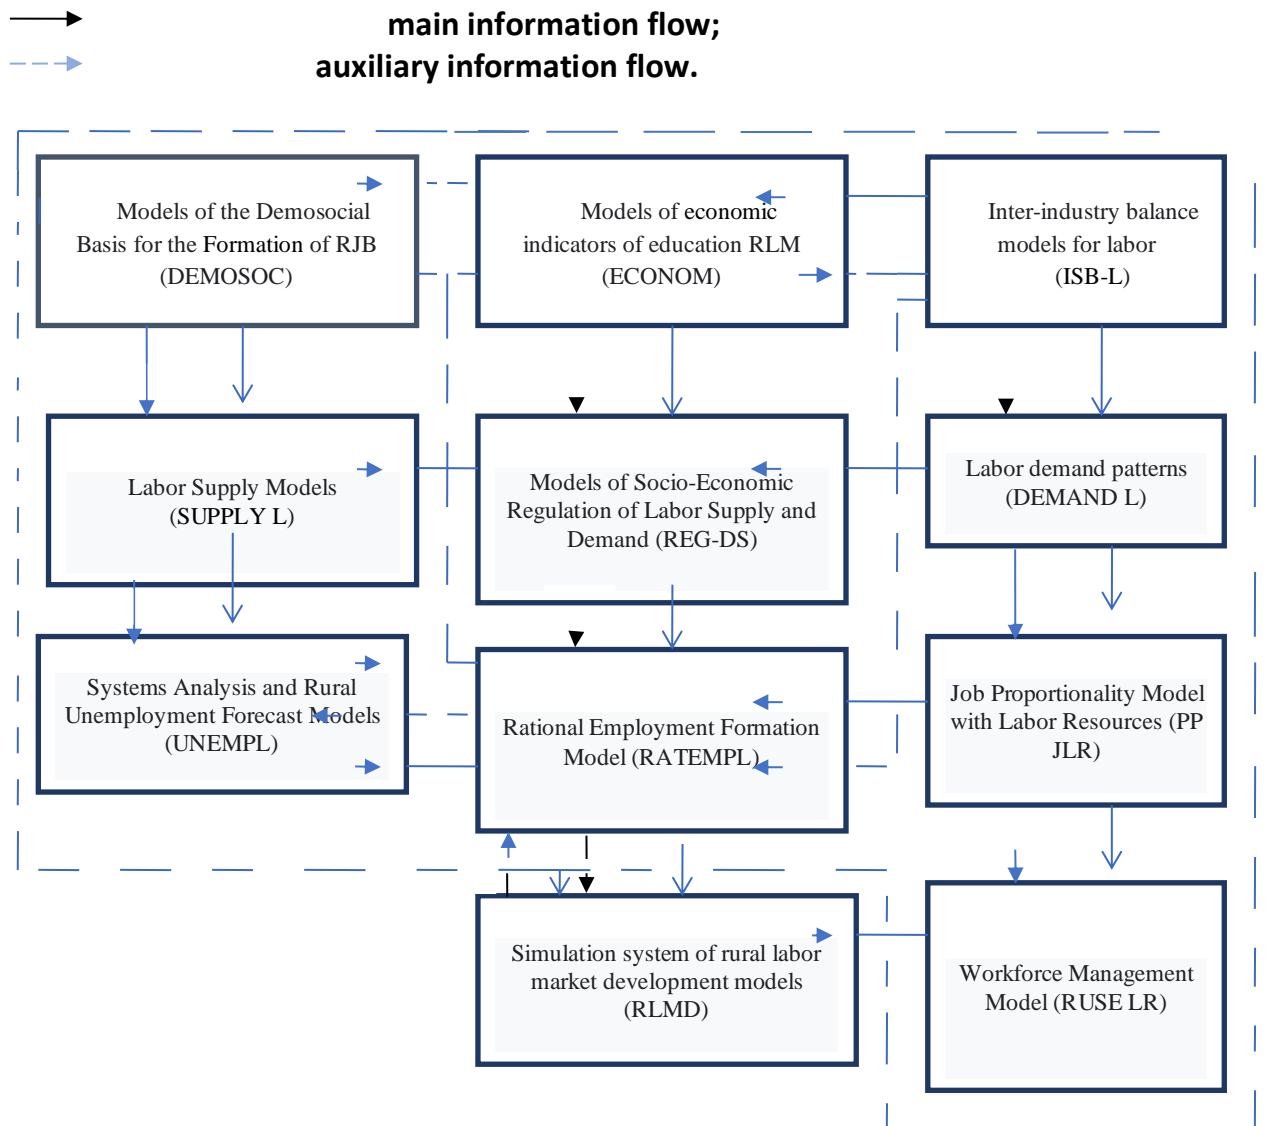 main information flow;
auxiliary information flow.
Models of the Demosocial
Basis for the Formation of RJB
(DEMOSOC)
Models of economic
indicators of education RLM
(ECONOM)
Inter-industry balance
models for labor
(ISB-L)
Labor Supply Models
(SUPPLY L)
Models of Socio-Economic
Regulation of Labor Supply and
Demand (REG-DS)
Labor demand patterns
(DEMAND L)
Systems Analysis and Rural
Unemployment Forecast Models
(UNEMPL)
Rational Employment Formation
Model (RATEMPL)
Job Proportionality Model
with Labor Resources (PP
JLR)
Simulation system of rural labor
market development models
(RLMD)
Workforce Management
Model (RUSE LR)